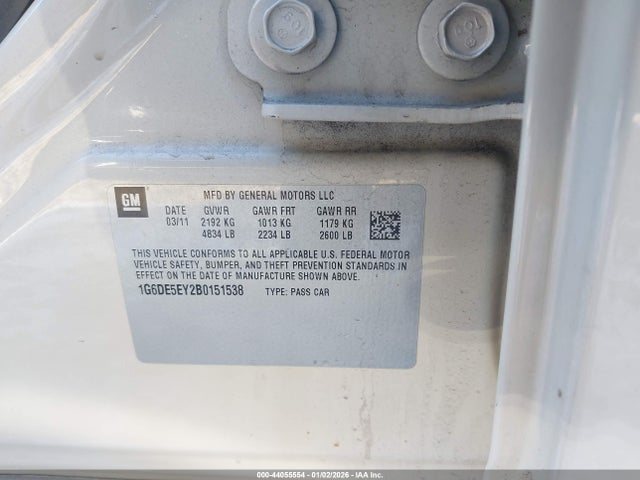 GM
MFD BY GENERAL MOTORS LLC
DATE GVWR GAWR FRT GAWR RR
03/11 2192 KG 1013 KG 1179 KG
4834 LB 2234 LB 2600 LB
THIS VEHICLE CONFORMS TO ALL APPLICABLE U.S. FEDERAL MOTOR
VEHICLE SAFETY, BUMPER, AND THEFT PREVENTION STANDARDS IN
EFFECT ON THE DATE OF MANUFACTURE SHOWN ABOVE.
1G6DE5EY2B0151538 TYPE: PASS CAR
000-44055554 | 01/02/2026 - IAA Inc.